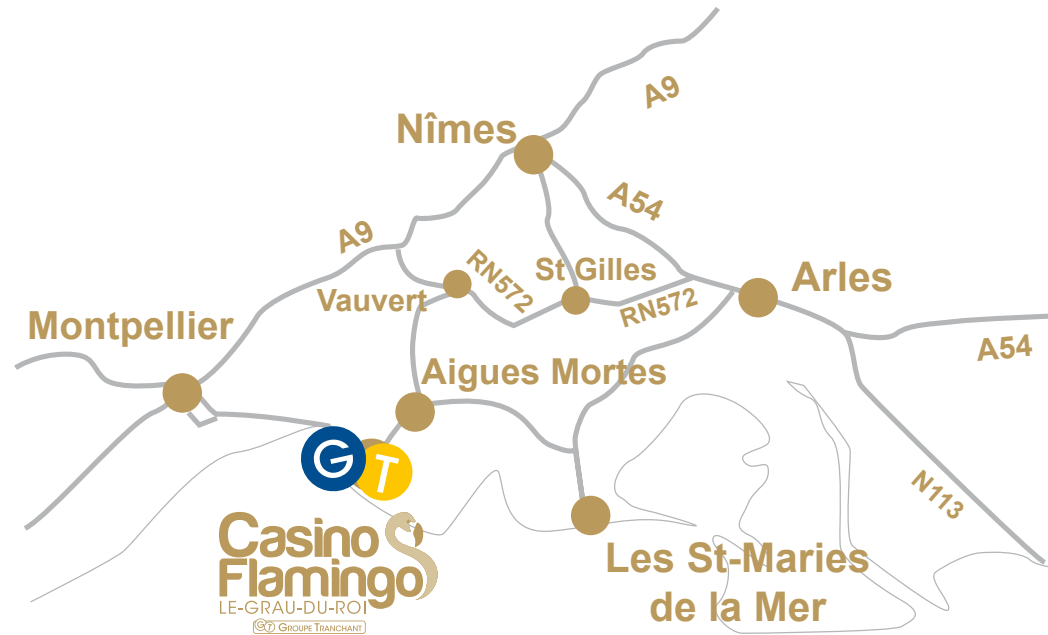 A9
Nîmes
A54
A9
St Gilles
RN572
Vauvert
RN572
Arles
Montpellier
A54
Aigues Mortes
G T
N113
Casino
Flamingo
LE-GRAU-DU-ROI
GT GROUPE TRANCHANT
Les St-Maries
de la Mer